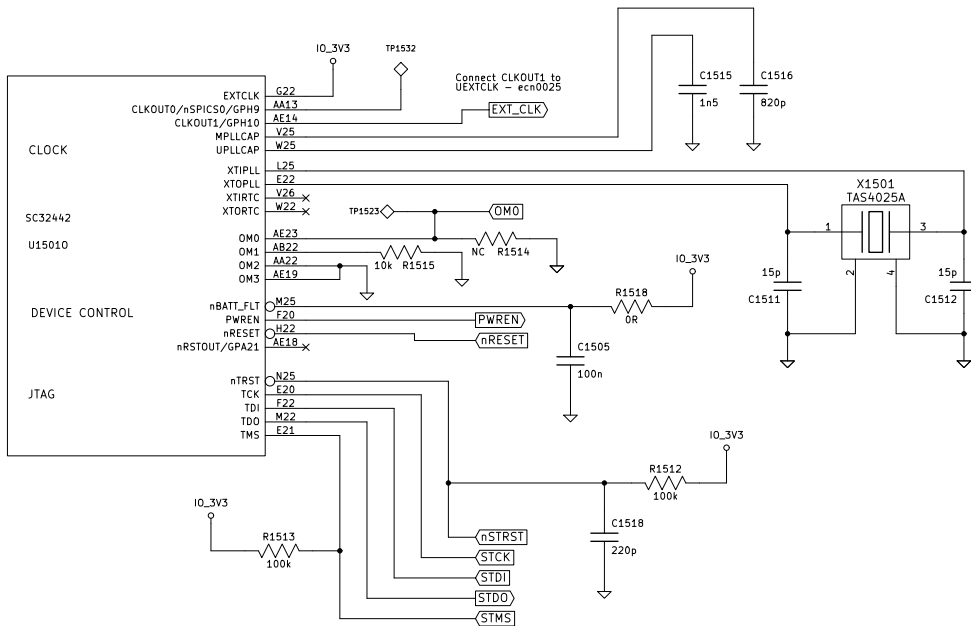 IO_3V3
TP1532
Connect CLKOUT1 to
UEXTCLK - ecn0025
C1515
1n5
C1516
820p
EXTCLK G22
CLKOUT0/nSPICS0/GPH9 AA13
CLKOUT1/GPH10 AE14
EXT_CLK
MPLLCAP V25
UPLLCAP W25
CLOCK
XTIPLL L25
XTOPLL E22
XTIRTC V26
XTORTC W22
X1501
TAS4025A
1
3
2
4
15p
C1511
15p
C1512
SC32442
U1501O
TP1523
OM0
OM0 AE23
OM1 AB22
OM2 AA22
OM3 AE19
NC R1514
10k R1515
IO_3V3
R1518
0R
DEVICE CONTROL
nBATT_FLT M25
PWREN F20
nRESET H22
nRSTOUT/GPA21 AE18
PWREN
nRESET
C1505
100n
JTAG
nTRST N25
TCK E20
TDI F22
TDO M22
TMS E21
IO_3V3
R1512
100k
IO_3V3
R1513
100k
C1518
220p
nSTRST
STCK
STDI
STDO
STMS